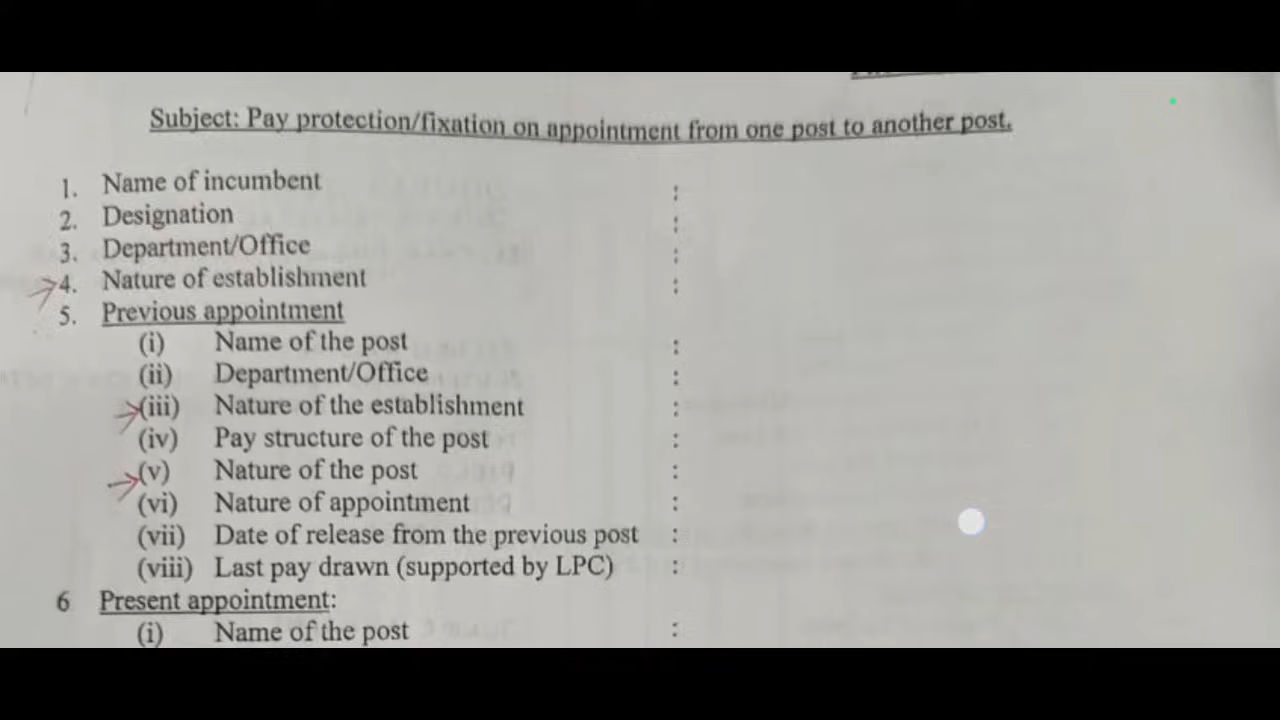 Subject: Pay protection/fixation on appointment from one post to another post.
1. Name of incumbent :
2. Designation :
3. Department/Office :
4. Nature of establishment :
5. Previous appointment
(i) Name of the post :
(ii) Department/Office :
(iii) Nature of the establishment :
(iv) Pay structure of the post :
(v) Nature of the post :
(vi) Nature of appointment :
(vii) Date of release from the previous post :
(viii) Last pay drawn (supported by LPC) :
6 Present appointment:
(i) Name of the post :